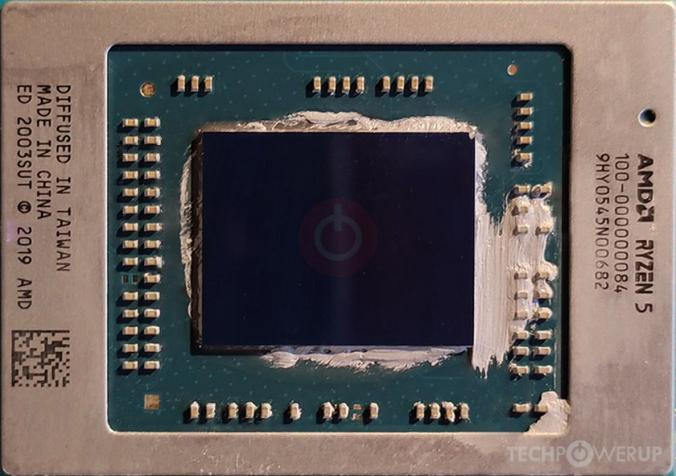 DIFFUSED IN TAIWAN
MADE IN CHINA
ED 2003SUT © 2019 AMD
AMD RYZEN 5
100-000000084
9HY0545N00682
TECHPOWERUP